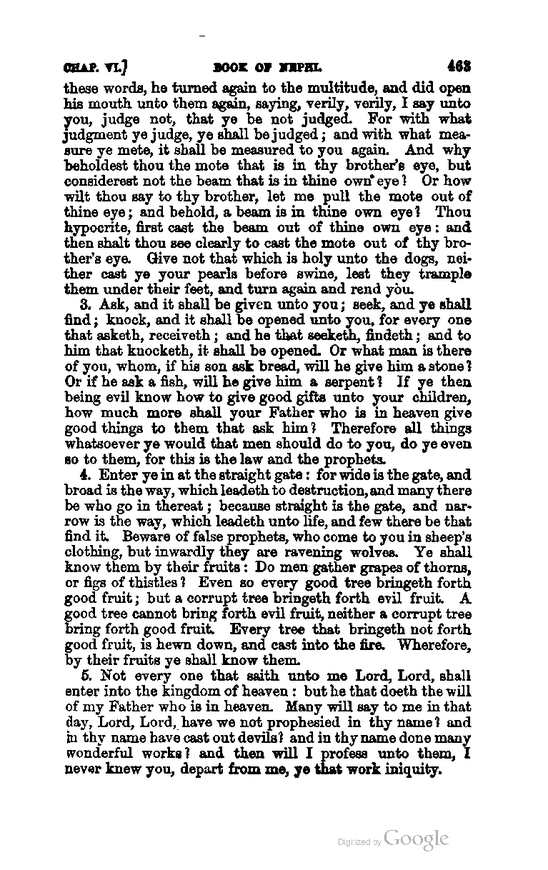 CHAP. VI.] BOOK OF NEPHI. 463
these words, he turned again to the multitude, and did open
his mouth unto them again, saying, verily, verily, I say unto
you, judge not, that ye be not judged. For with what
judgment ye judge, ye shall be judged; and with what mea-
sure ye mete, it shall be measured to you again. And why
beholdest thou the mote that is in thy brother's eye, but
considerest not the beam that is in thine own eye? Or how
wilt thou say to thy brother, let me pull the mote out of
thine eye; and behold, a beam is in thine own eye? Thou
hypocrite, first cast the beam out of thine own eye: and
then shalt thou see clearly to cast the mote out of thy bro-
ther's eye. Give not that which is holy unto the dogs, nei-
ther cast ye your pearls before swine, lest they trample
them under their feet, and turn again and rend you.
3. Ask, and it shall be given unto you; seek, and ye shall
find; knock, and it shall be opened unto you, for every one
that asketh, receiveth; and he that seeketh, findeth; and to
him that knocketh, it shall be opened. Or what man is there
of you, whom, if his son ask bread, will he give him a stone?
Or if he ask a fish, will he give him a serpent? If ye then
being evil know how to give good gifts unto your children,
how much more shall your Father who is in heaven give
good things to them that ask him? Therefore all things
whatsoever ye would that men should do to you, do ye even
so to them, for this is the law and the prophets.
4. Enter ye in at the straight gate: for wide is the gate, and
broad is the way, which leadeth to destruction, and many there
be who go in thereat; because straight is the gate, and nar-
row is the way, which leadeth unto life, and few there be that
find it. Beware of false prophets, who come to you in sheep's
clothing, but inwardly they are ravening wolves. Ye shall
know them by their fruits: Do men gather grapes of thorns,
or figs of thistles? Even so every good tree bringeth forth
good fruit; but a corrupt tree bringeth forth evil fruit. A
good tree cannot bring forth evil fruit, neither a corrupt tree
bring forth good fruit. Every tree that bringeth not forth
good fruit, is hewn down, and cast into the fire. Wherefore,
by their fruits ye shall know them.
5. Not every one that saith unto me Lord, Lord, shall
enter into the kingdom of heaven: but he that doeth the will
of my Father who is in heaven. Many will say to me in that
day, Lord, Lord, have we not prophesied in thy name? and
in thy name have cast out devils? and in thy name done many
wonderful works? and then will I profess unto them, I
never knew you, depart from me, ye that work iniquity.
Digitized by Google